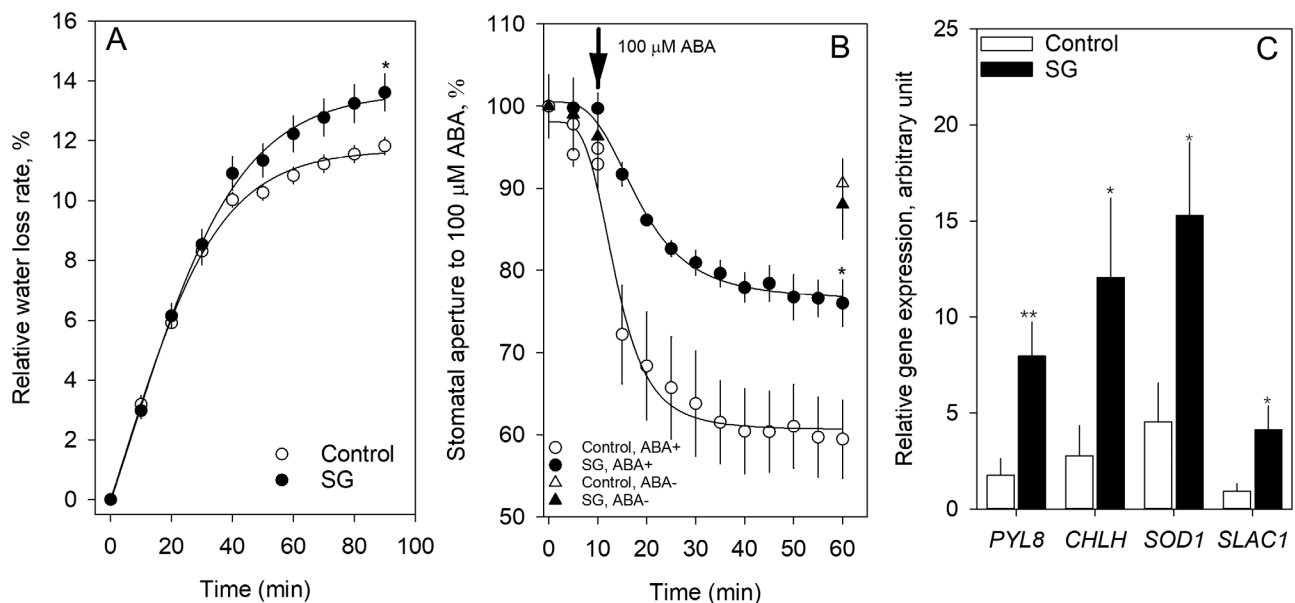 A
Relative water loss rate, %
16
14
12
10
8
6
4
2
0
*
Control
SG
0 20 40 60 80 100
Time (min)
B
Stomatal aperture to 100 µM ABA, %
110
100
90
80
70
60
50
100 µM ABA
*
Control, ABA+
SG, ABA+
Control, ABA-
SG, ABA-
0 10 20 30 40 50 60
Time (min)
C
Relative gene expression, arbitrary unit
25
20
15
10
5
0
Control
SG
** * * *
PYL8 CHLH SOD1 SLAC1